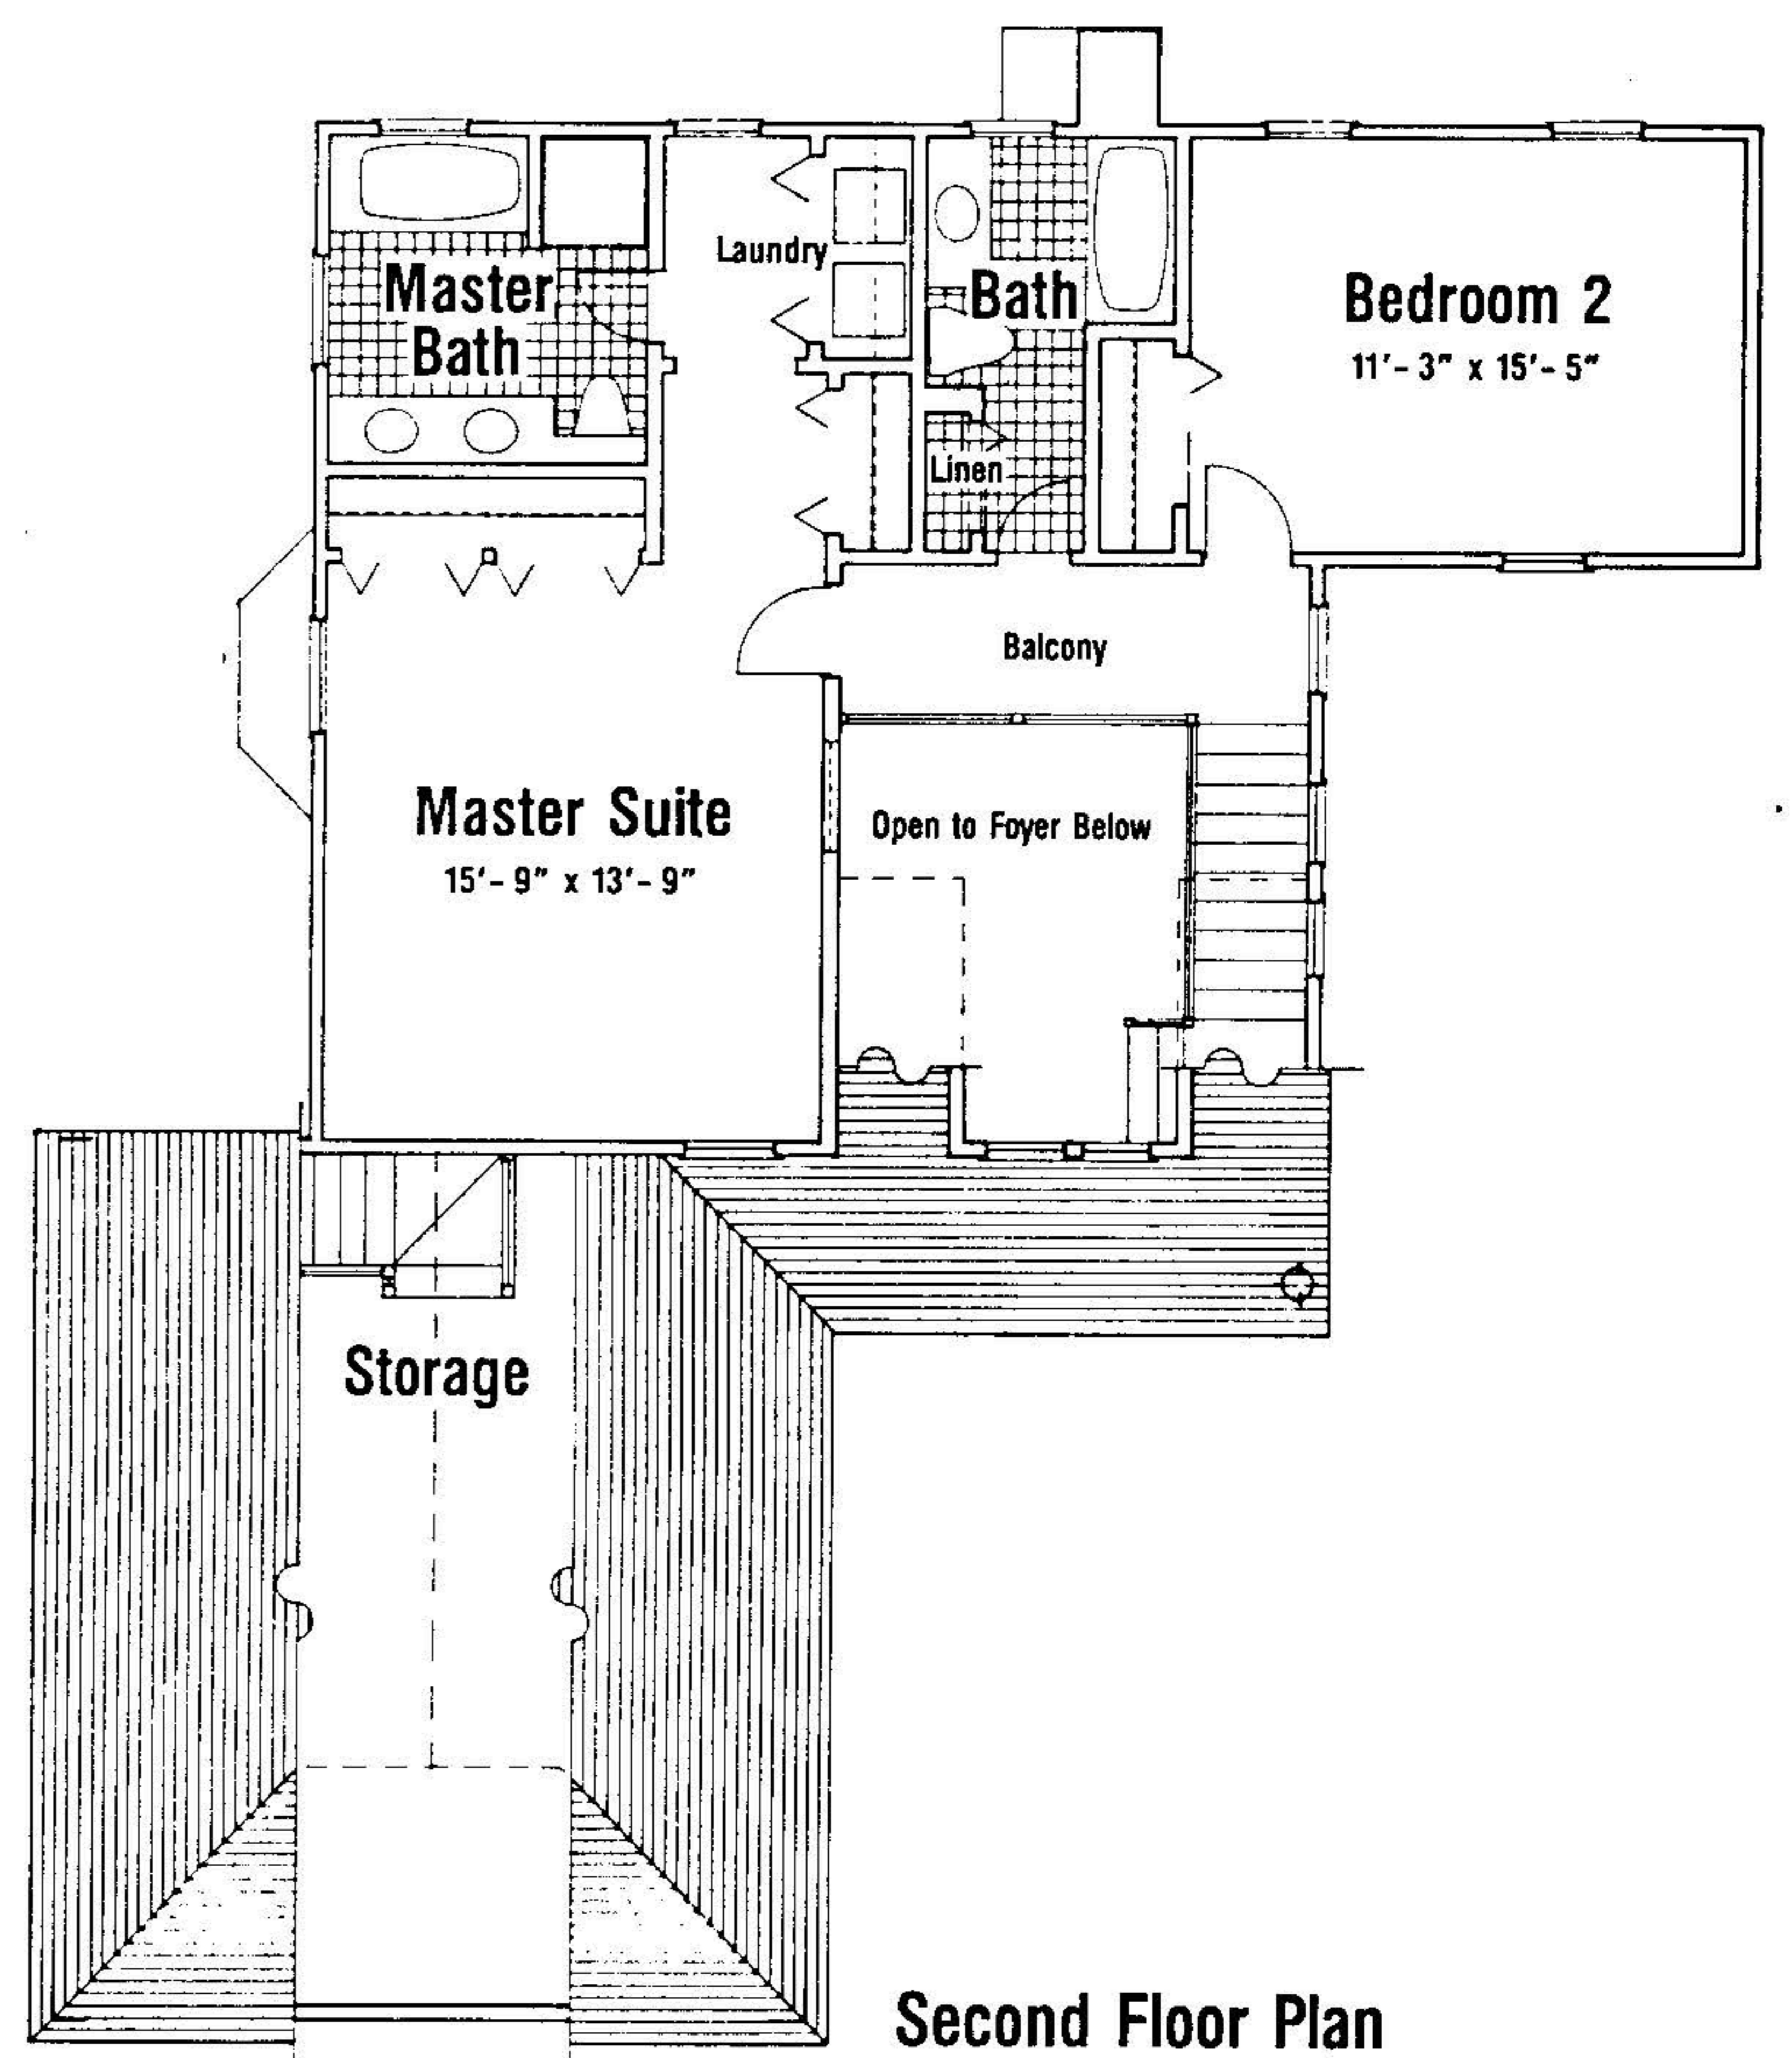 Laundry
Master
Bath
Bath
Bedroom 2
11'- 3" x 15'- 5"
Linen
Balcony
Master Suite
15'- 9" x 13'- 9"
Open to Foyer Below
Storage
Second Floor Plan